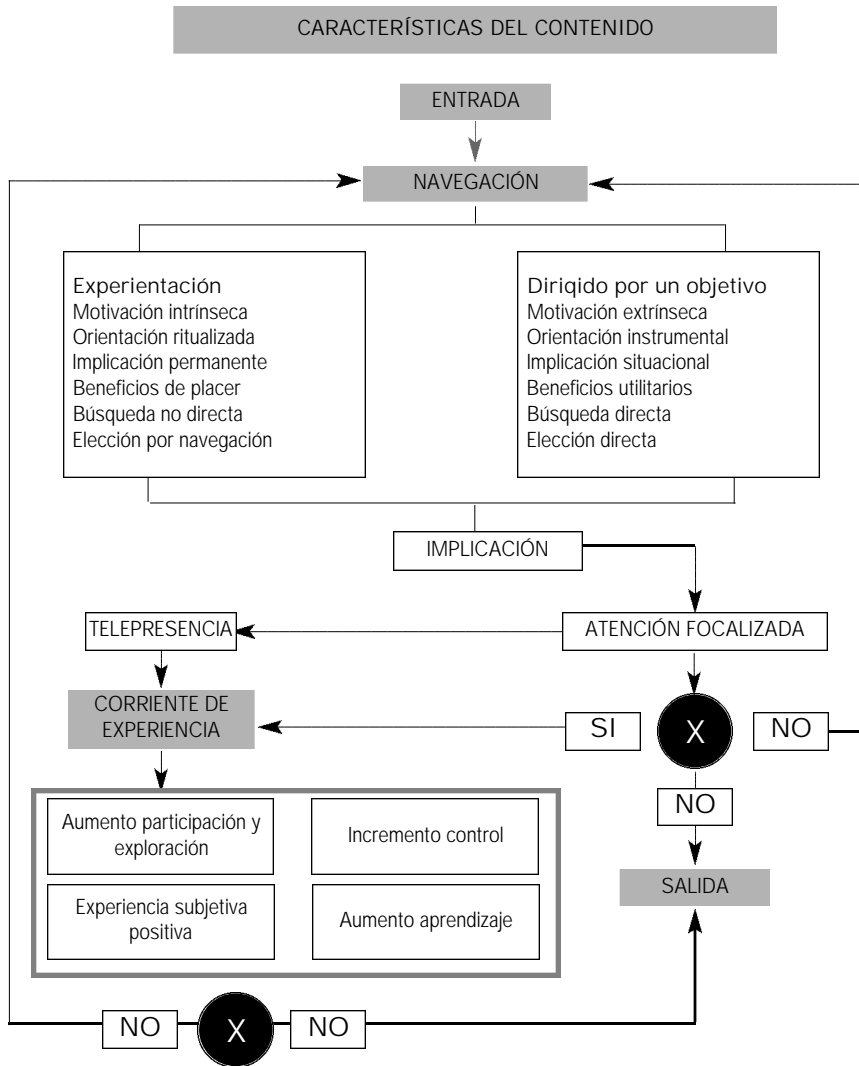 CARACTERÍSTICAS DEL CONTENIDO
ENTRADA
NAVEGACIÓN
Experientación
Motivación intrínseca
Orientación ritualizada
Implicación permanente
Beneficios de placer
Búsqueda no directa
Elección por navegación
Diriqido por un objetivo
Motivación extrínseca
Orientación instrumental
Implicación situacional
Beneficios utilitarios
Búsqueda directa
Elección directa
IMPLICACIÓN
TELEPRESENCIA
ATENCIÓN FOCALIZADA
CORRIENTE DE
EXPERIENCIA
SI
X
NO
NO
Aumento participación y
exploración
Incremento control
Experiencia subjetiva
positiva
Aumento aprendizaje
SALIDA
NO
X
NO